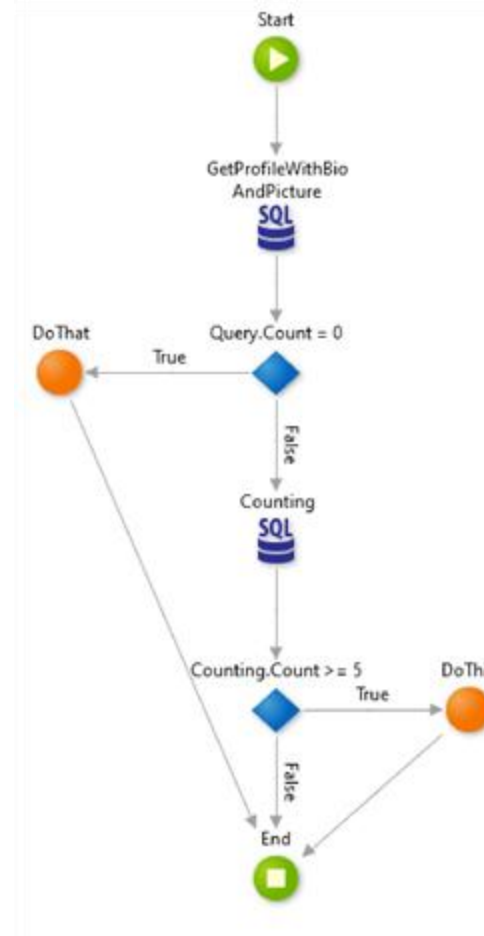 Start
GetProfileWithBio
AndPicture
SQL
DoThat
Query.Count = 0
True
False
Counting
SQL
Counting.Count >= 5
True
False
End